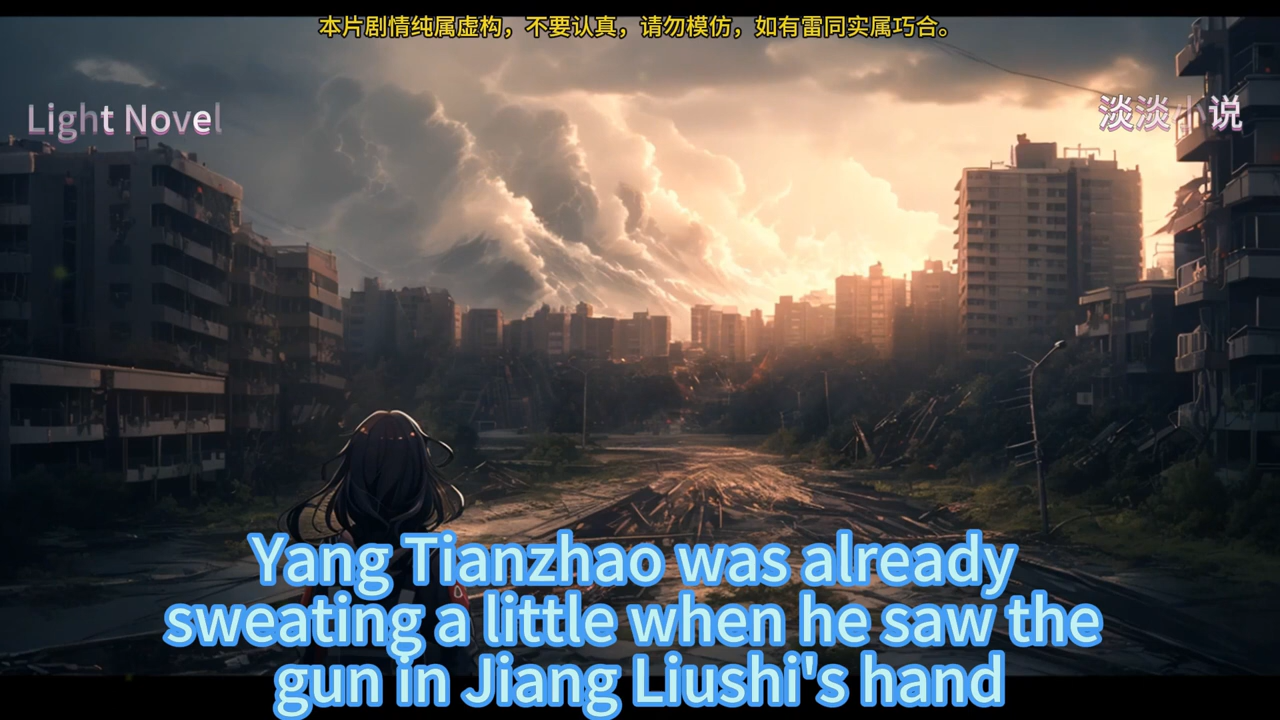 本片剧情纯属虚构，不要认真，请勿模仿，如有雷同实属巧合。
Light Novel
淡淡小说
Yang Tianzhao was already
sweating a little when he saw the
gun in Jiang Liushi's hand